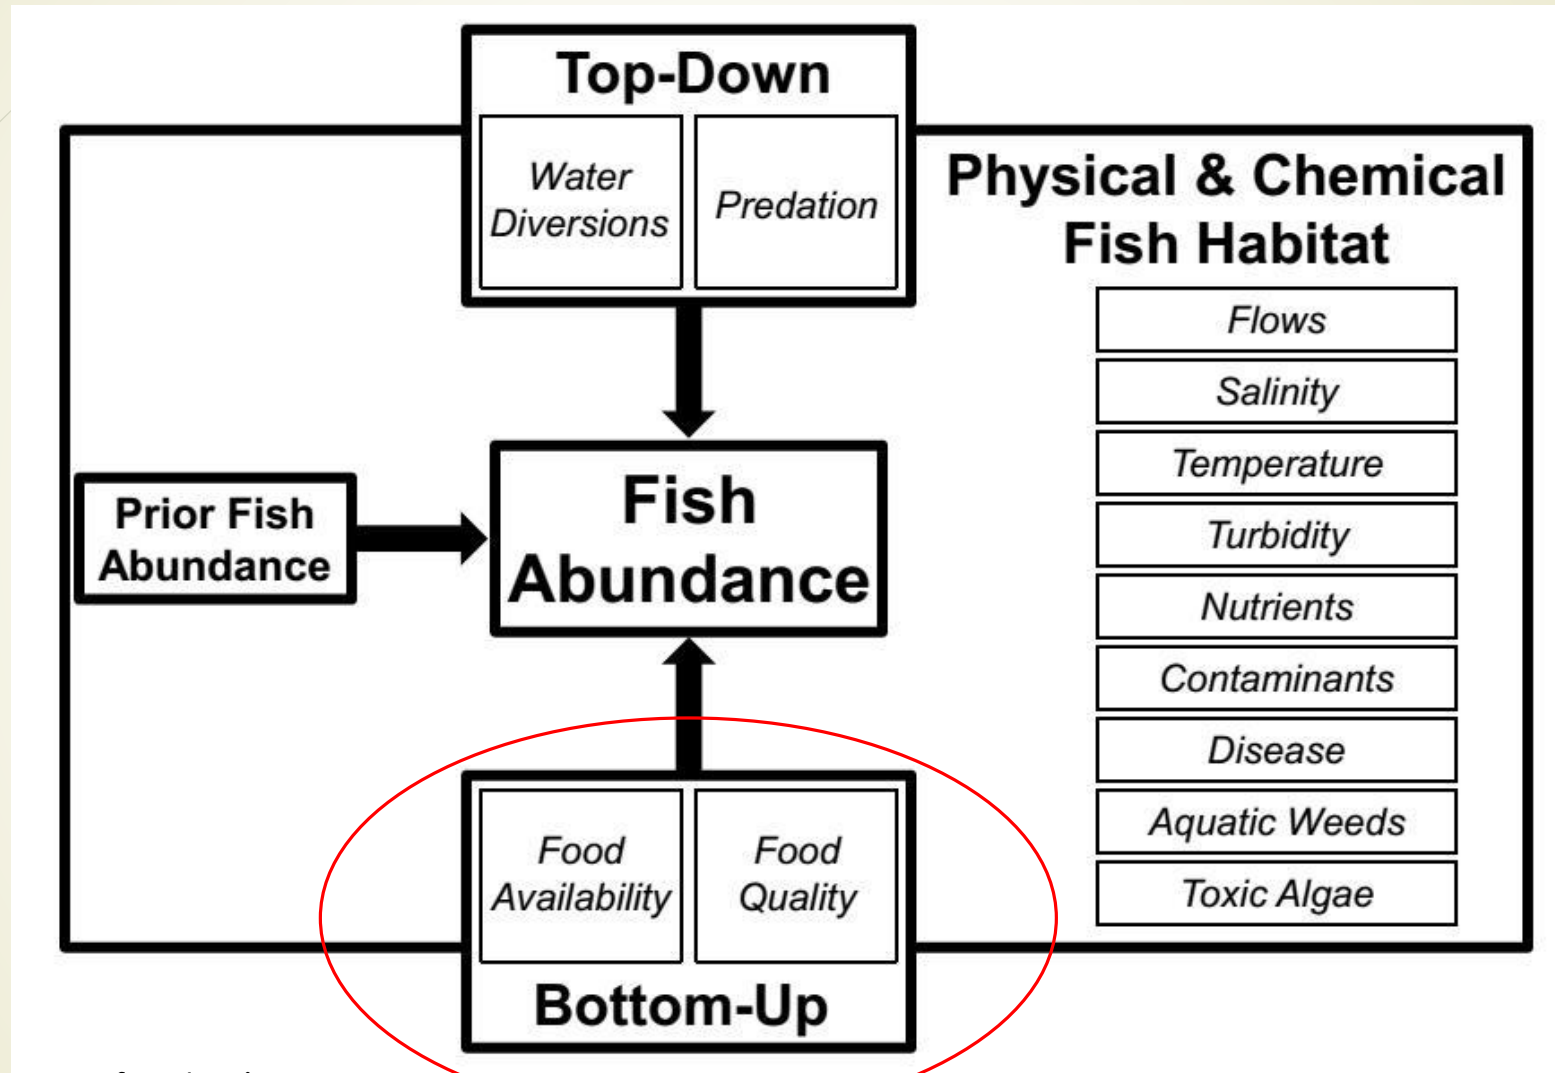 Top-Down
Water
Diversions
Predation
Physical & Chemical
Fish Habitat
Flows
Salinity
Temperature
Turbidity
Nutrients
Contaminants
Disease
Aquatic Weeds
Toxic Algae
Prior Fish
Abundance
Fish
Abundance
Food
Availability
Food
Quality
Bottom-Up